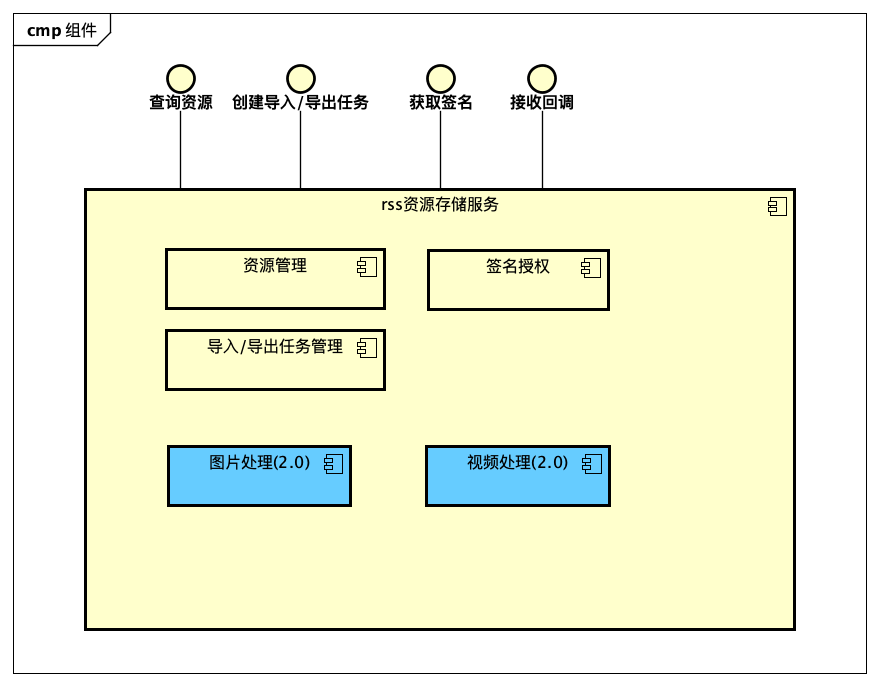 cmp 组件
查询资源
创建导入/导出任务
获取签名
接收回调
rss资源存储服务
资源管理
签名授权
导入/导出任务管理
图片处理(2.0)
视频处理(2.0)